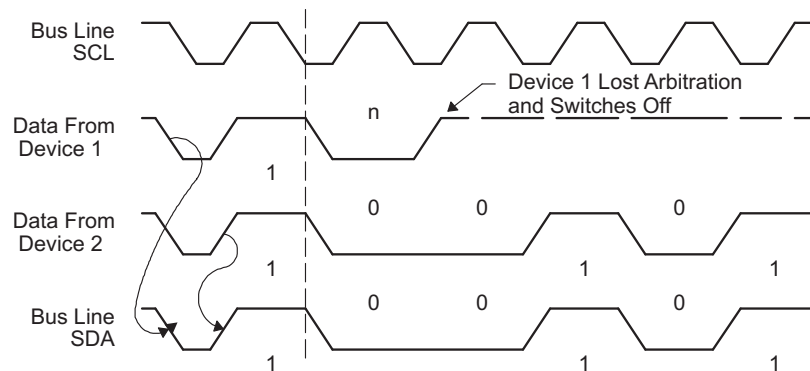 Bus Line
SCL
Device 1 Lost Arbitration
and Switches Off
n
Data From
Device 1
1
0 0 0
Data From
Device 2
1 1 1
0 0 0
Bus Line
SDA
1 1 1